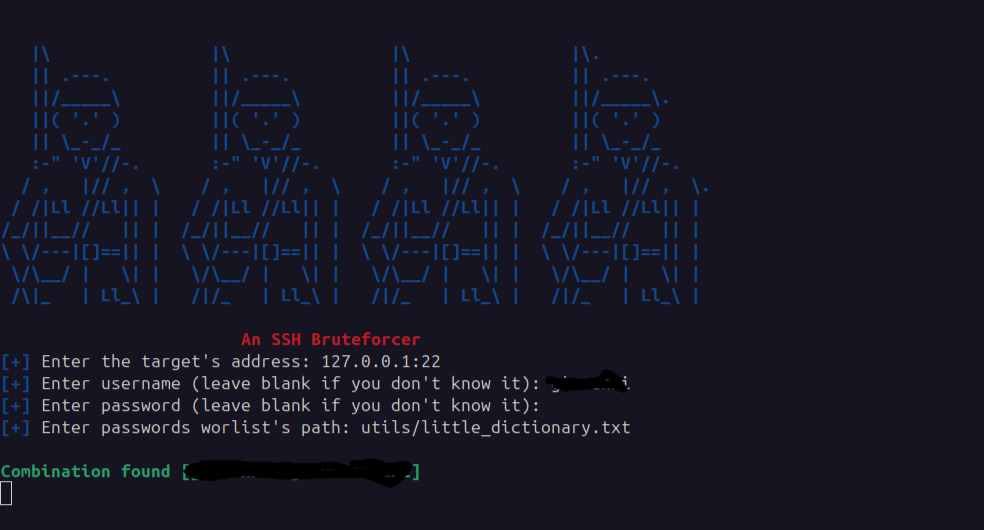 An SSH Bruteforcer
[+] Enter the target's address: 127.0.0.1:22
[+] Enter username (leave blank if you don't know it):
[+] Enter password (leave blank if you don't know it):
[+] Enter passwords worlist's path: utils/little_dictionary.txt
Combination found [ ]